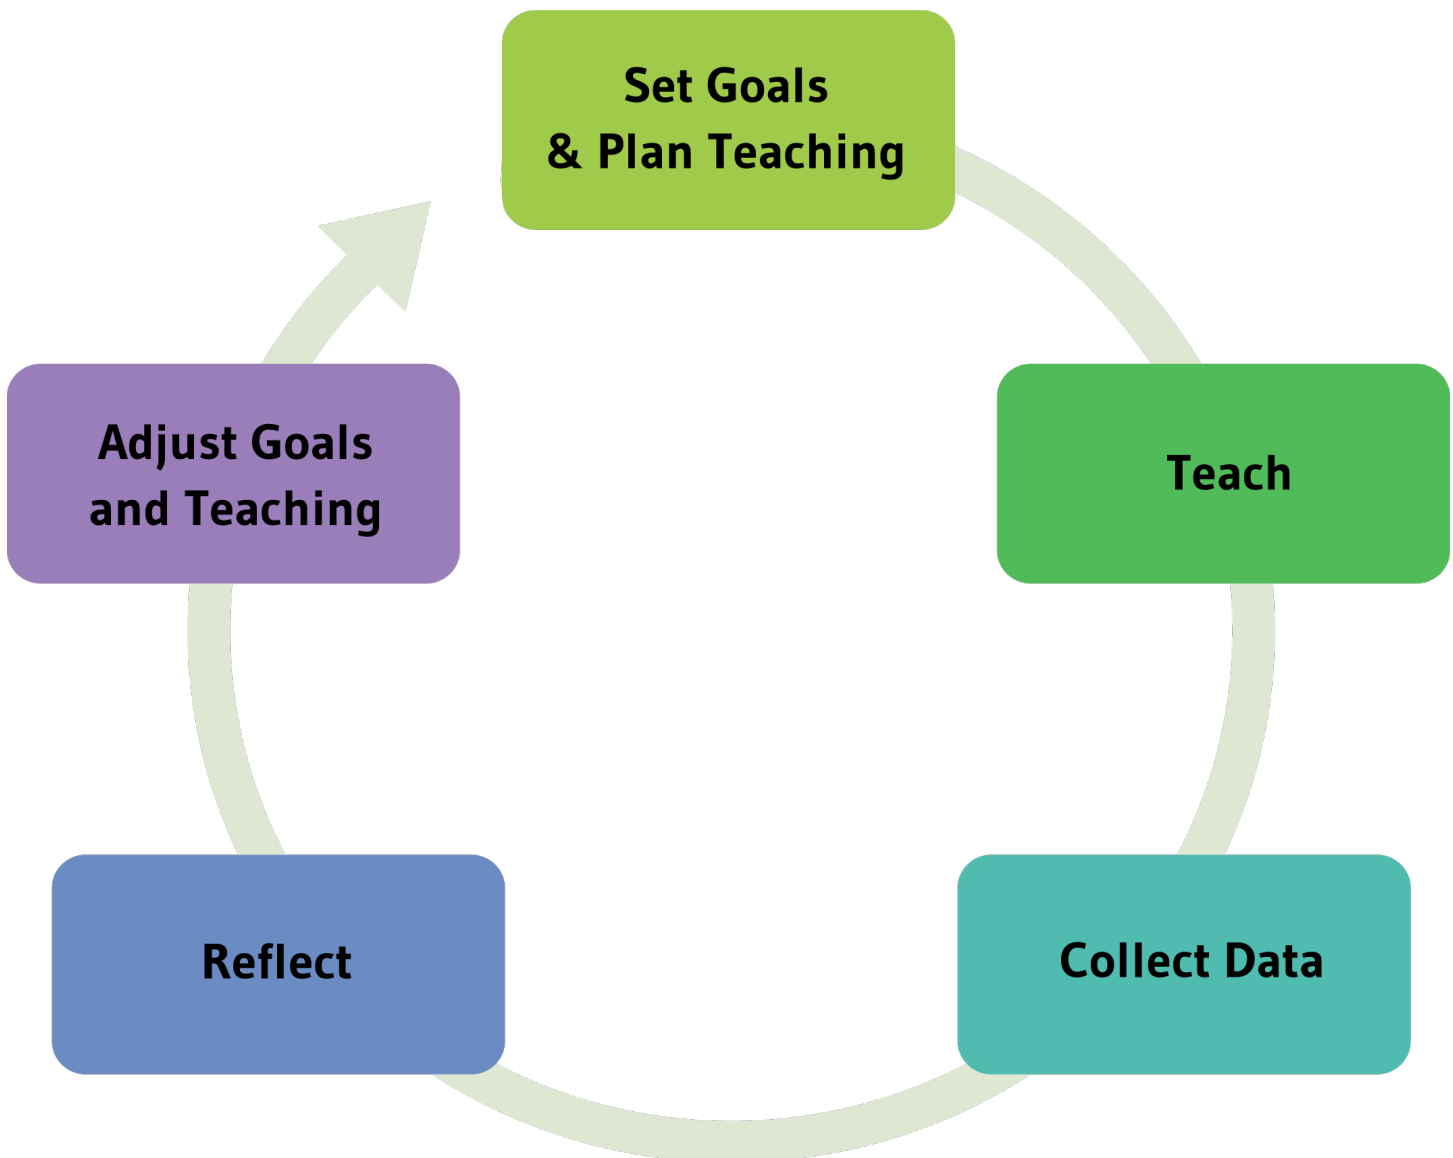 Set Goals
& Plan Teaching
Teach
Collect Data
Reflect
Adjust Goals
and Teaching